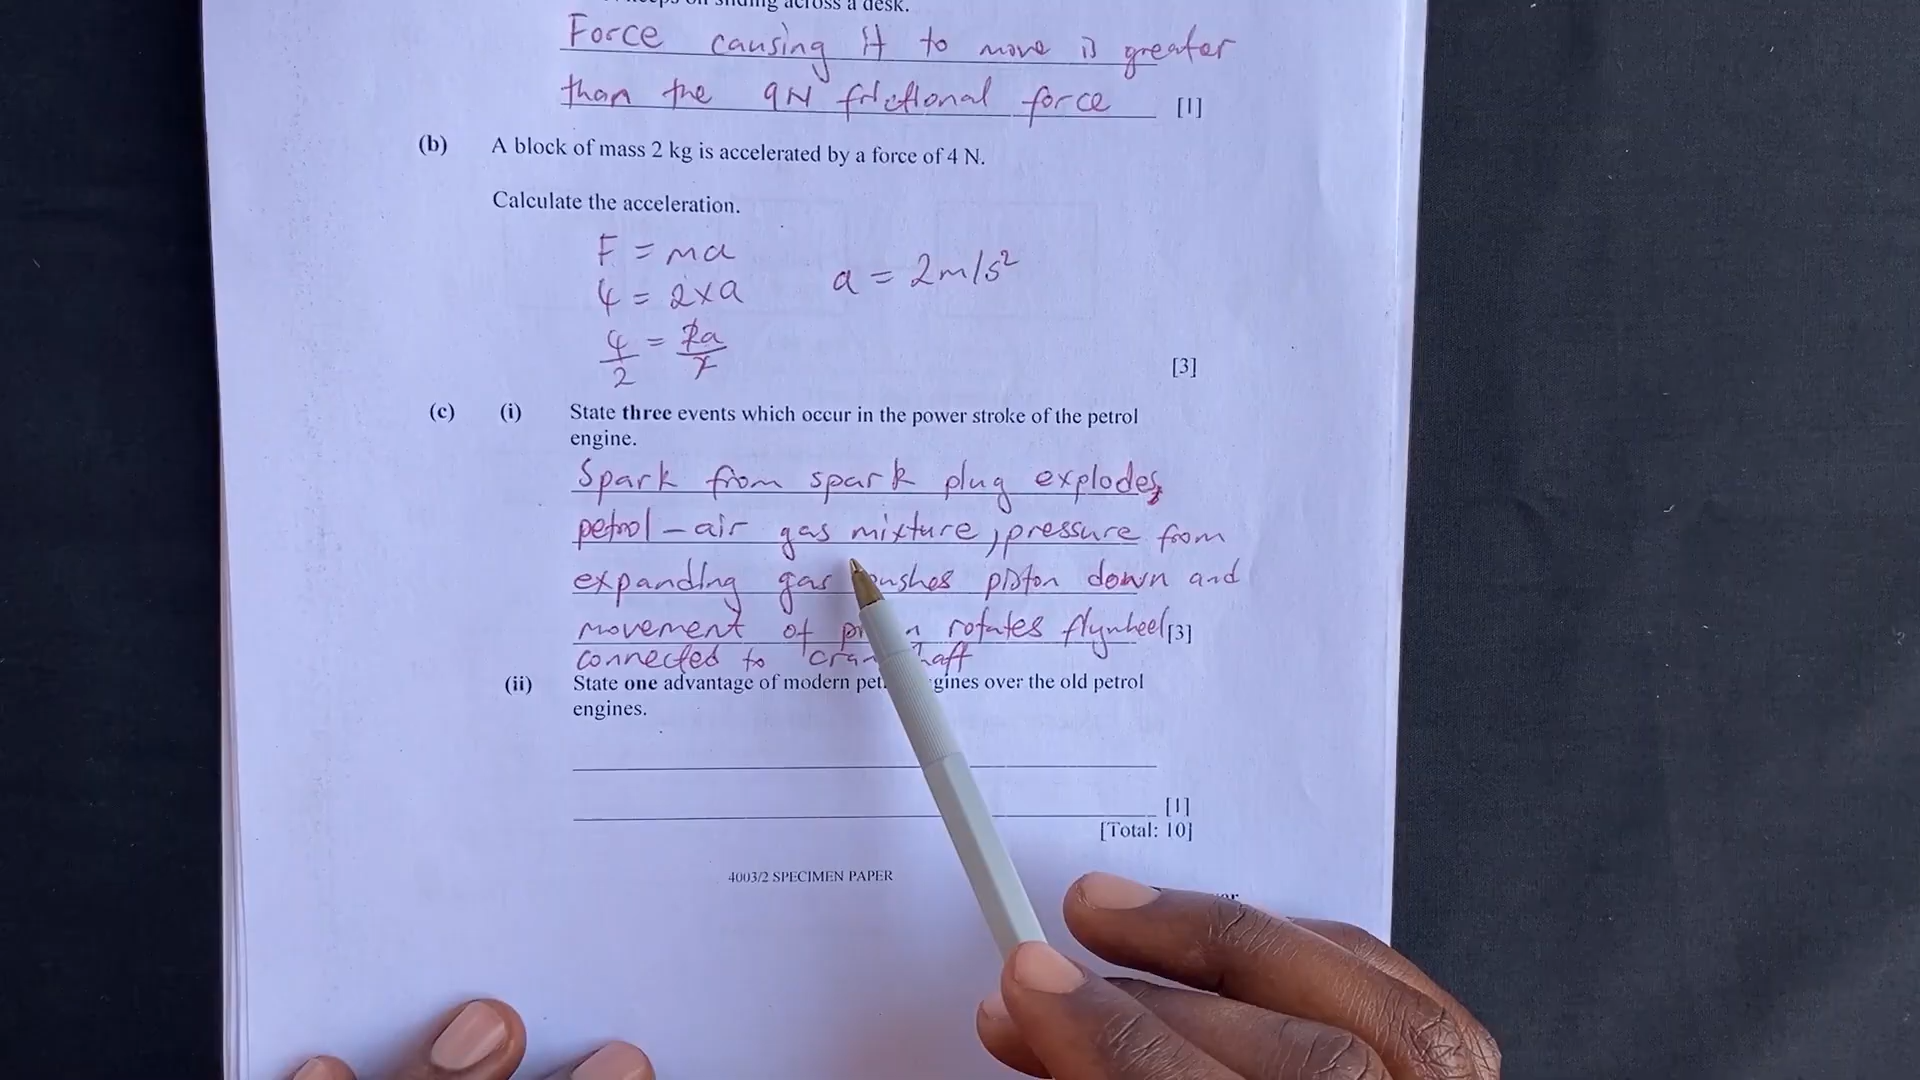 sliding across a desk.
Force causing it to move is greater
than the 9N frictional force [1]
(b) A block of mass 2 kg is accelerated by a force of 4 N.
Calculate the acceleration.
F = ma
4 = 2xa a = 2m/s²
4/2 = 2a/2
[3]
(c) (i) State three events which occur in the power stroke of the petrol
engine.
Spark from spark plug explodes
petrol-air gas mixture, pressure from
expanding gas pushes piston down and
movement of rotates flywheel [3]
connected to
(ii) State one advantage of modern over the old petrol
engines.
[1]
[Total: 10]
4003/2 SPECIMEN PAPER